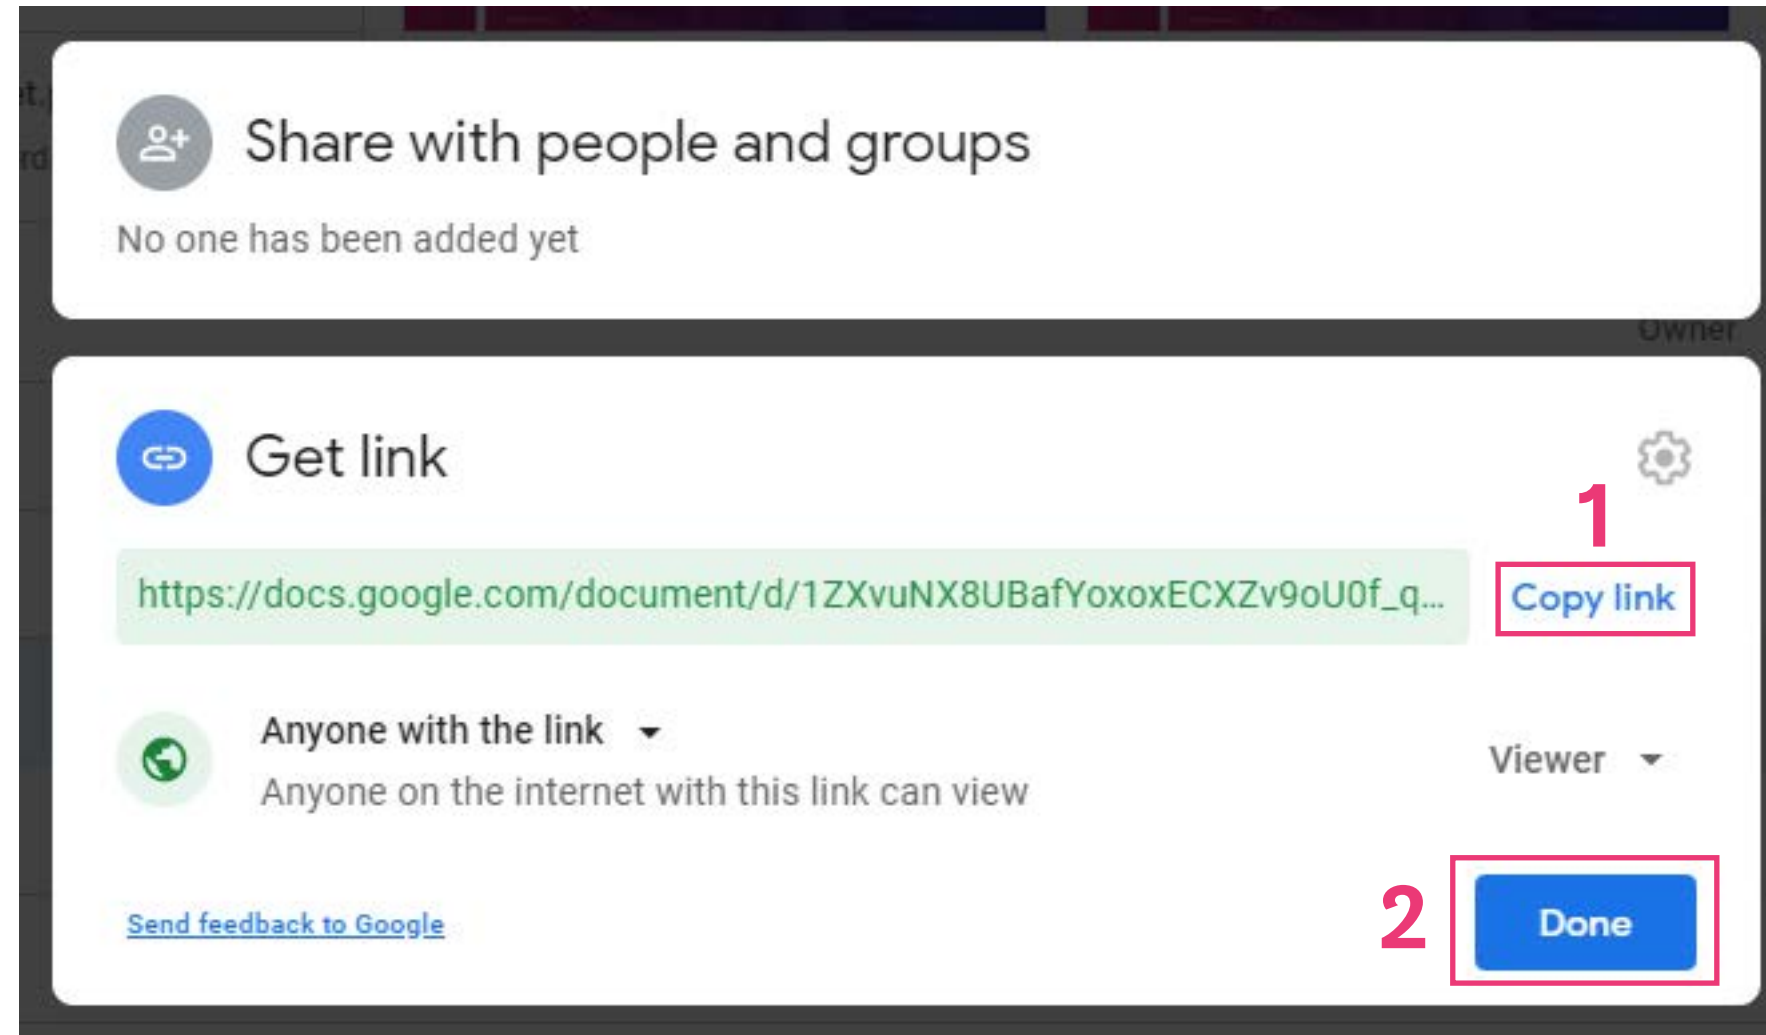 Share with people and groups
No one has been added yet
Owner
Get link
1
https://docs.google.com/document/d/1ZXvuNX8UBafYoxoxECXZv9oU0f_q...
Copy link
Anyone with the link
Anyone on the internet with this link can view
Viewer
Send feedback to Google
2
Done